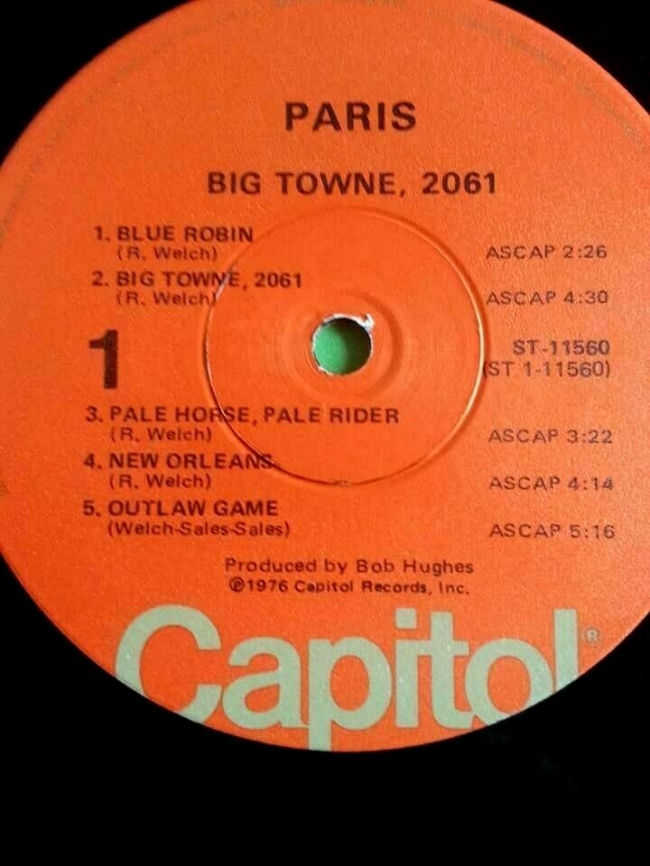 PARIS
BIG TOWNE, 2061
1. BLUE ROBIN
(R. Welch) ASCAP 2:26
2. BIG TOWNE, 2061
(R. Welch) ASCAP 4:30
1 ST-11560
(ST 1-11560)
3. PALE HORSE, PALE RIDER
(R. Welch) ASCAP 3:22
4. NEW ORLEANS
(R. Welch) ASCAP 4:14
5. OUTLAW GAME
(Welch-Sales-Sales) ASCAP 5:16
Produced by Bob Hughes
℗1976 Capitol Records, Inc.
Capitol®